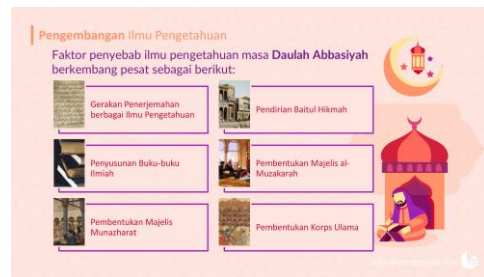 Pengembangan Ilmu Pengetahuan
Faktor penyebab ilmu pengetahuan masa Daulah Abbasiyah
berkembang pesat sebagai berikut:
Gerakan Penerjemahan
berbagai Ilmu Pengetahuan
Pendirian Baitul Hikmah
Penyusunan Buku-buku
Ilmiah
Pembentukan Majelis al-
Muzakarah
Pembentukan Majelis
Munazharat
Pembentukan Korps Ulama